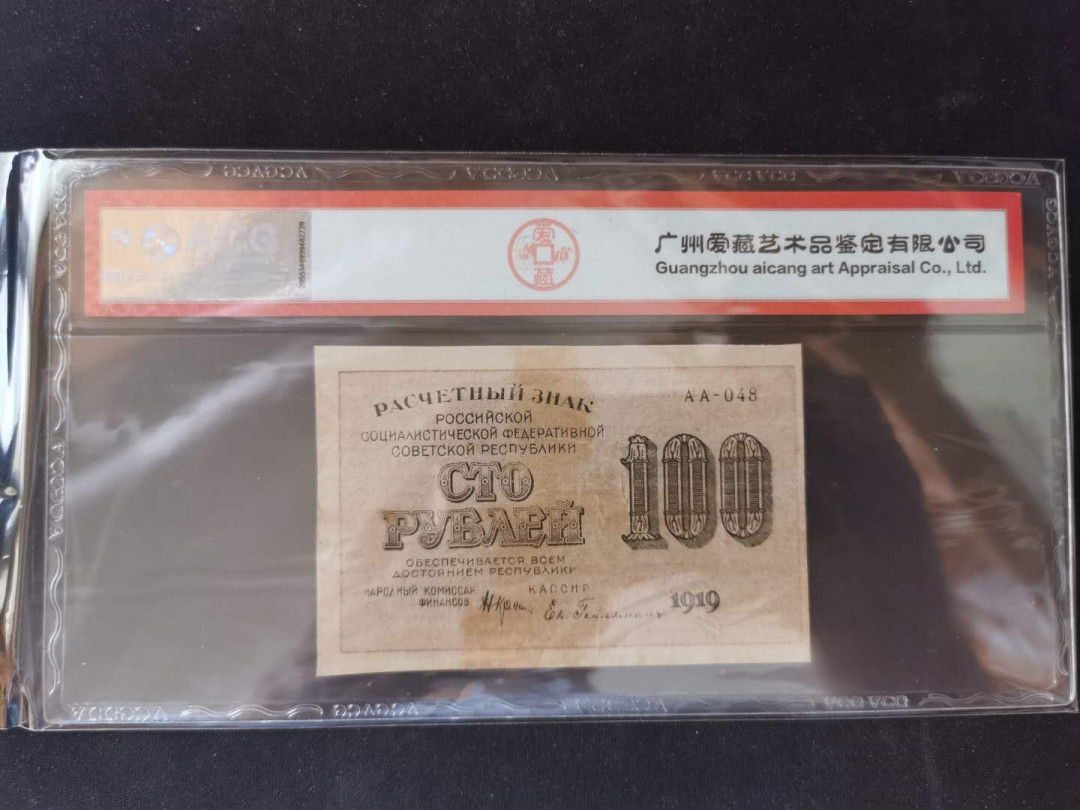 爱藏
广州爱藏艺术品鉴定有限公司
Guangzhou aicang art Appraisal Co., Ltd.
РАСЧЕТНЫЙ ЗНАК
АА-048
РОССИЙСКОЙ
СОЦИАЛИСТИЧЕСКОЙ ФЕДЕРАТИВНОЙ
СОВЕТСКОЙ РЕСПУБЛИКИ
СТО
РУБЛЕЙ
100
ОБЕСПЕЧИВАЕТСЯ ВСЕМ
ДОСТОЯНИЕМ РЕСПУБЛИКИ
НАРОДНЫЙ КОМИССАР
ФИНАНСОВ
КАССИР
1919